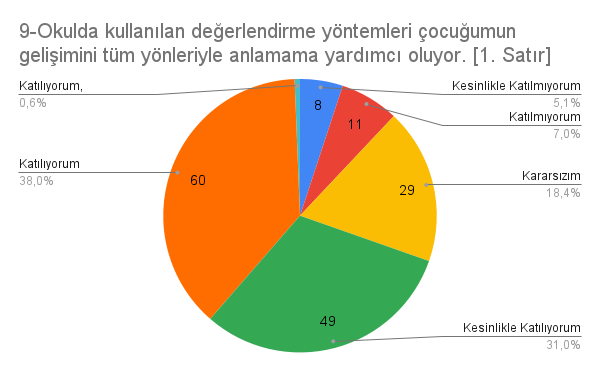 9-Okulda kullanılan değerlendirme yöntemleri çocuğumun
gelişimini tüm yönleriyle anlamama yardımcı oluyor. [1. Satır]
Katılıyorum,
0,6%
Katılıyorum
38,0%
Kesinlikle Katılmıyorum
5,1%
Katılmıyorum
7,0%
Kararsızım
18,4%
Kesinlikle Katılıyorum
31,0%
8
11
29
49
60